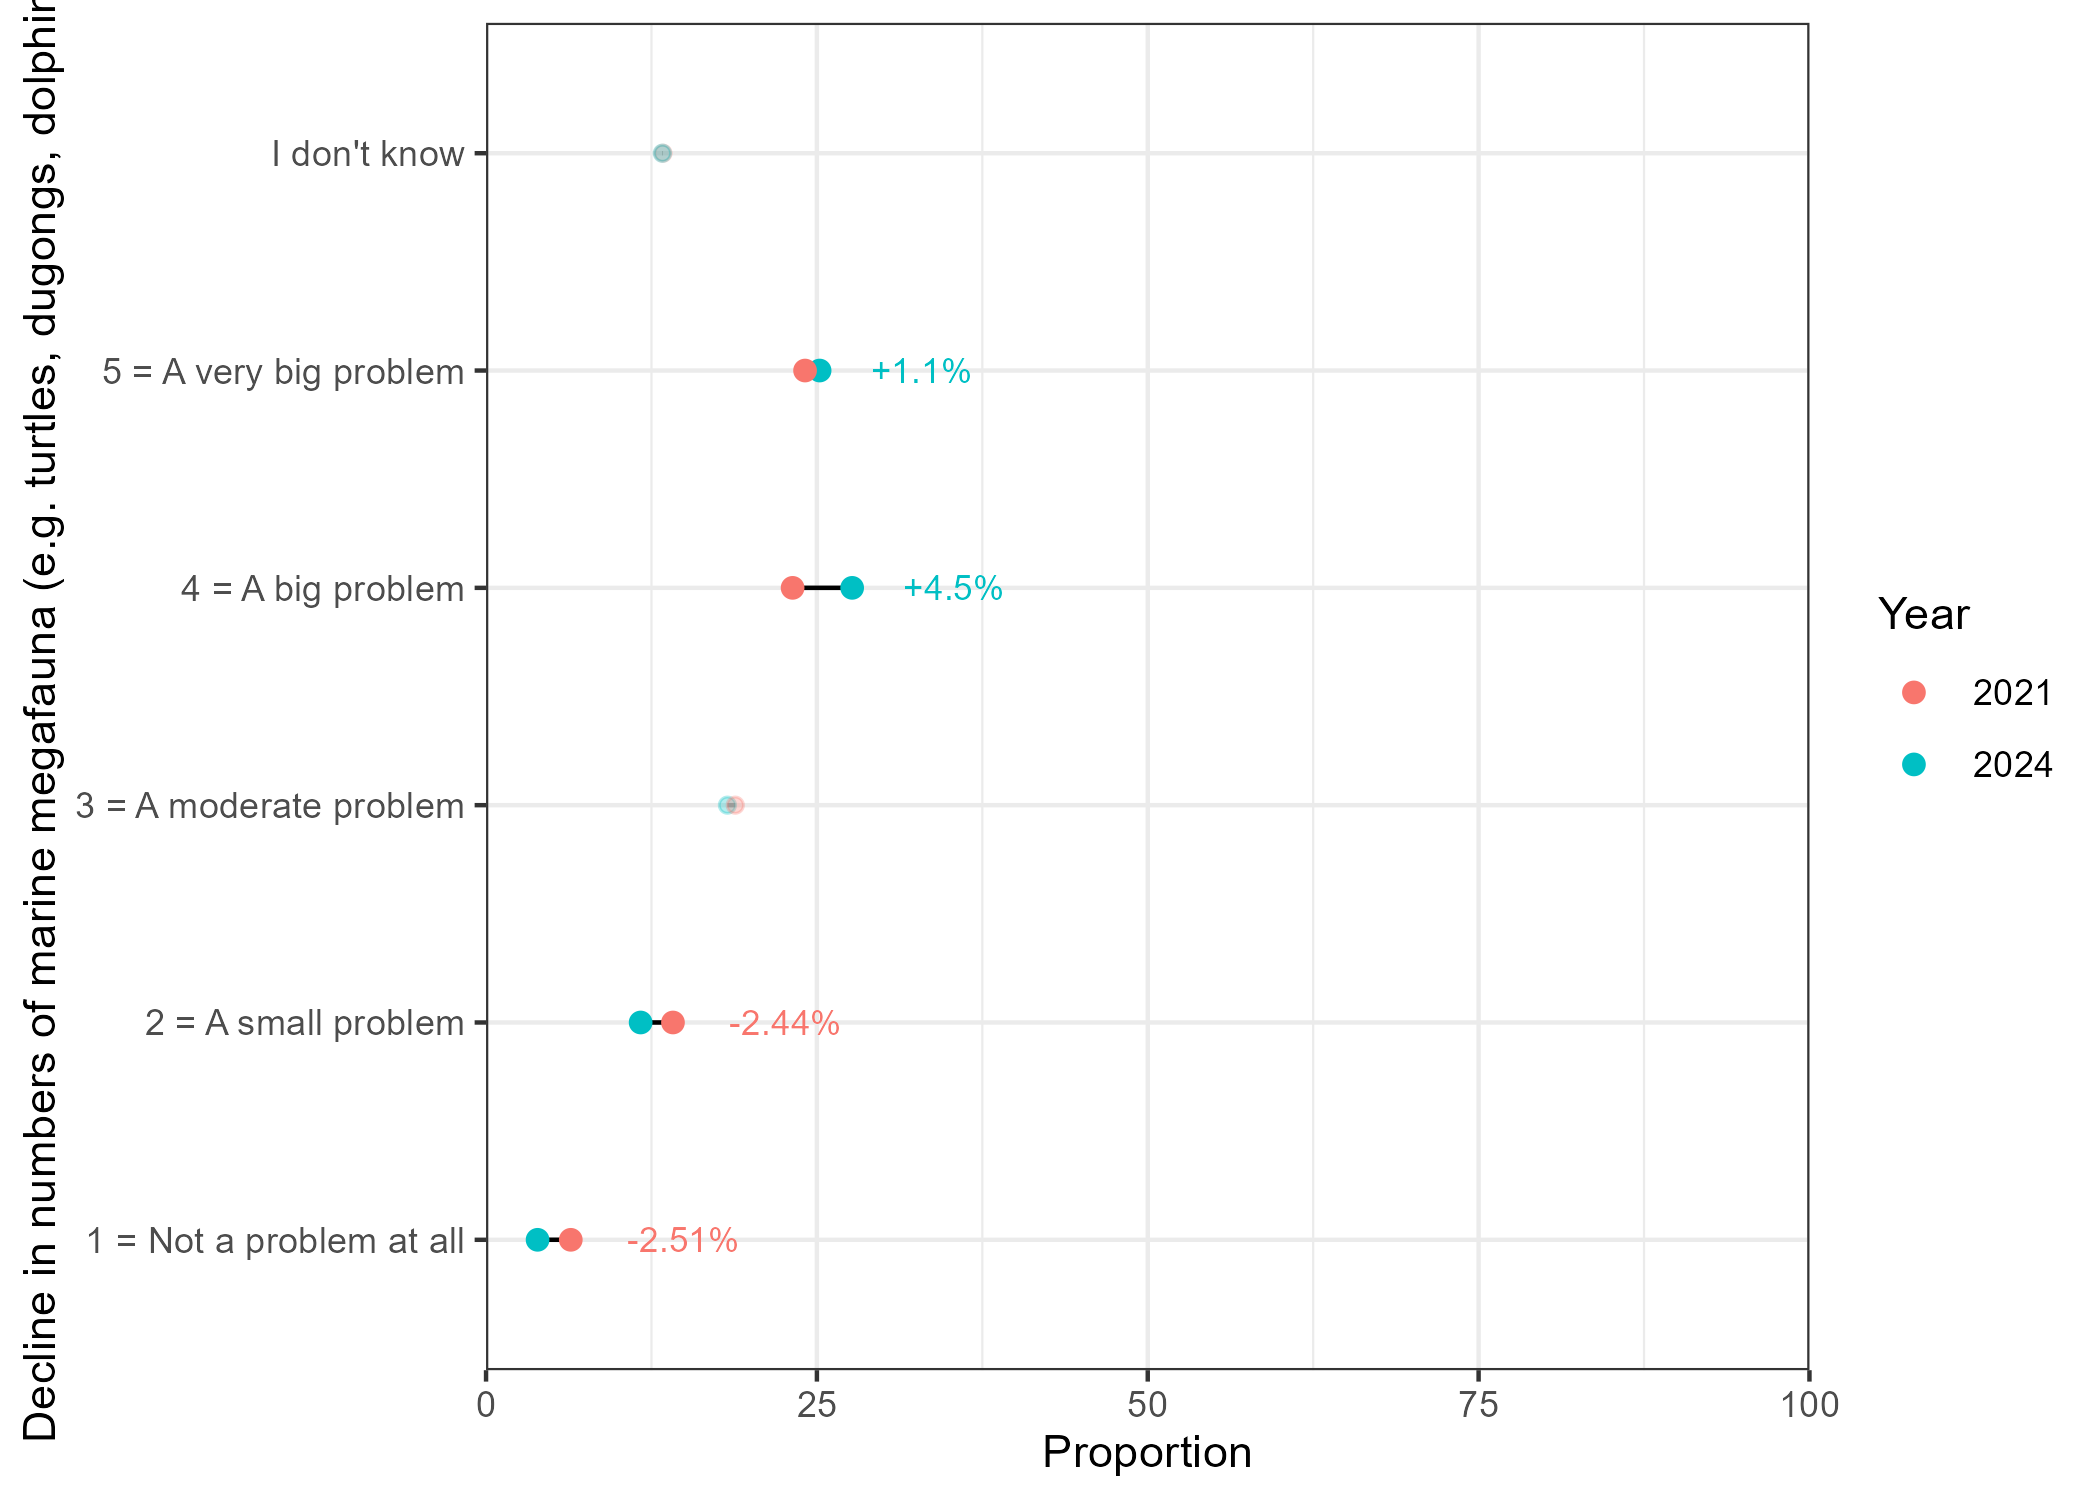 Decline in numbers of marine megafauna (e.g. turtles, dugongs,
I don't know
5 = A very big problem
+1.1%
4 = A big problem
+4.5%
3 = A moderate problem
2 = A small problem
-2.44%
1 = Not a problem at all
-2.51%
0
25
50
75
100
Proportion
Year
2021
2024